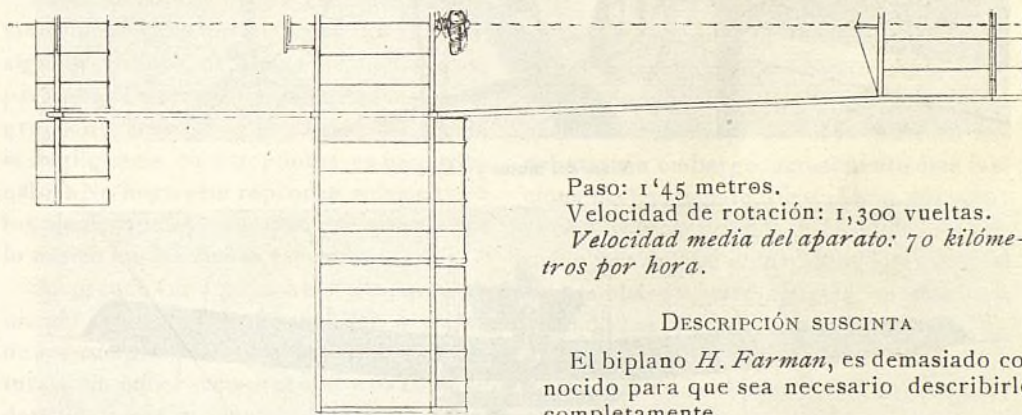 Paso: 1‘45 metros.
Velocidad de rotación: 1,300 vueltas.
Velocidad media del aparato: 70 kilóme-
tros por hora.
DESCRIPCIÓN SUSCINTA
El biplano H. Farman, es demasiado co-
nocido para que sea necesario describirlo
completamente.